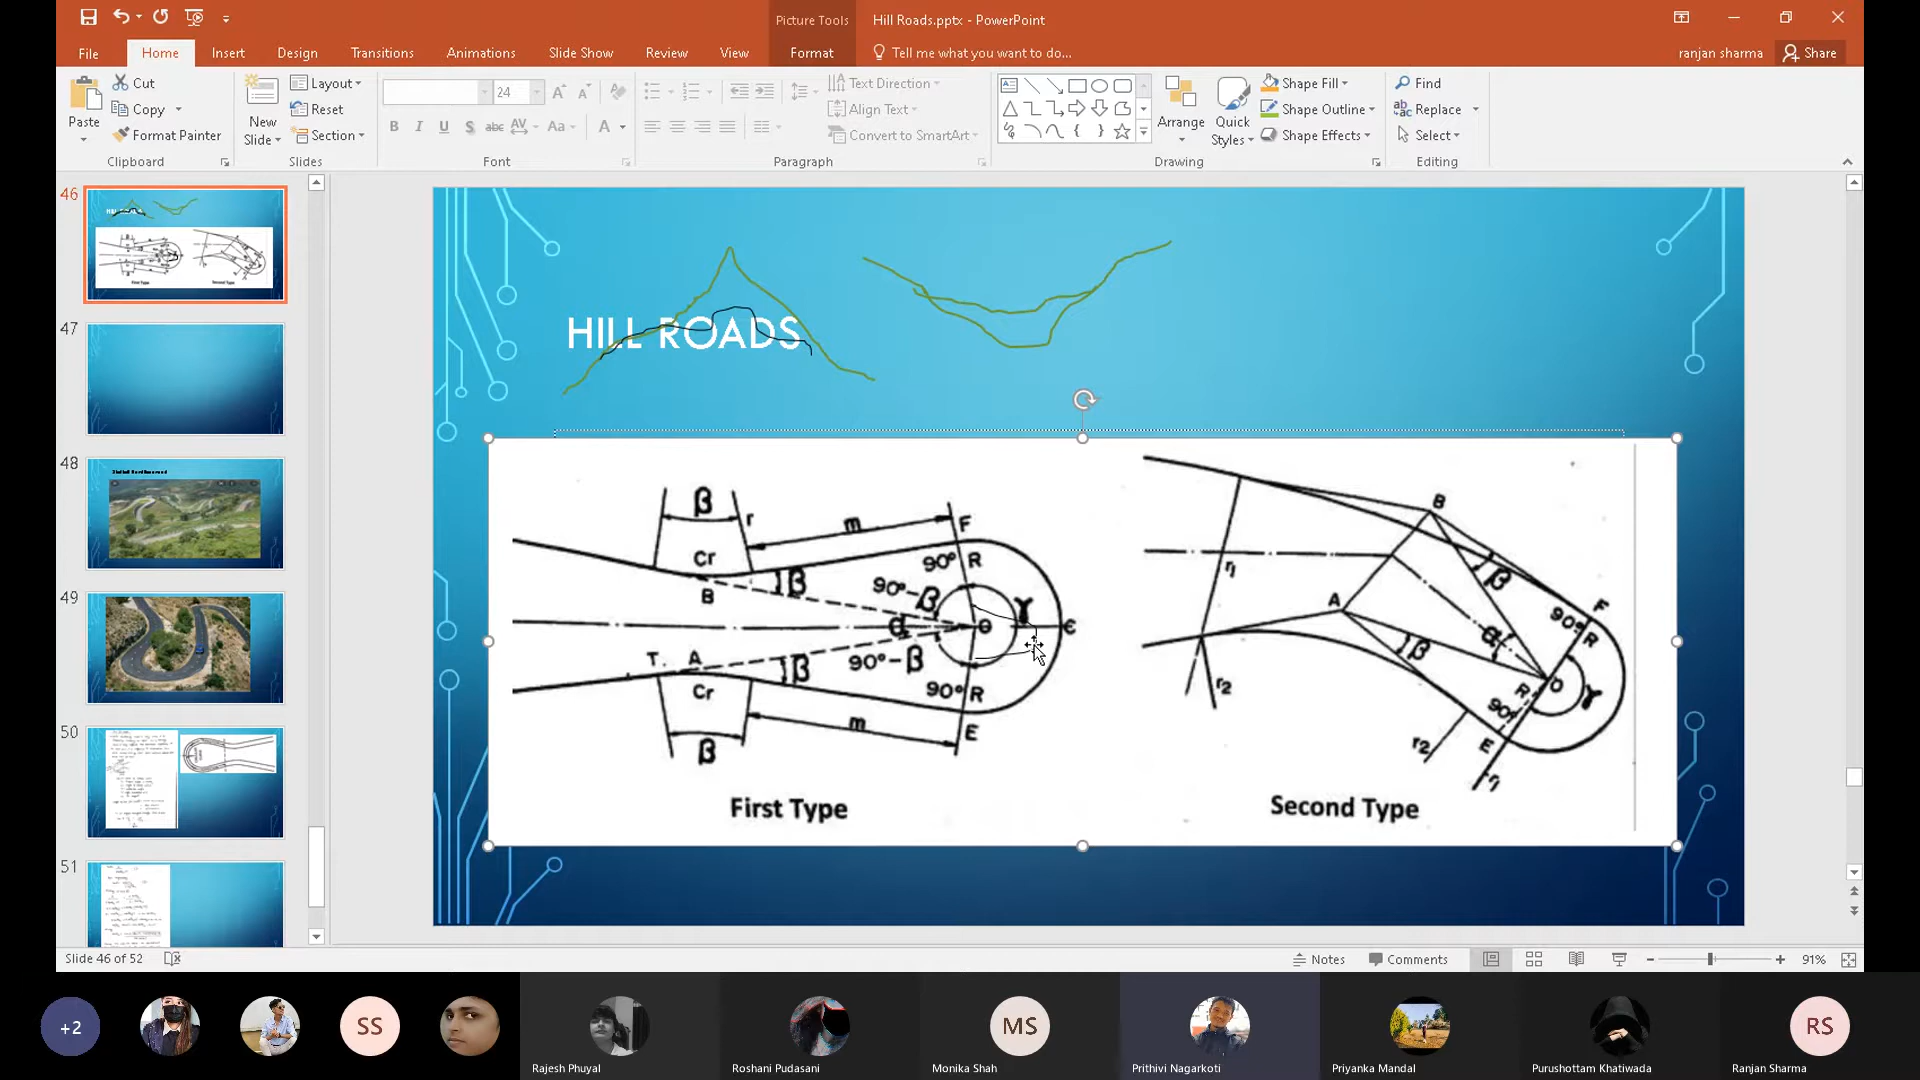 Picture Tools
Hill Roads.pptx - PowerPoint
File
Home
Insert
Design
Transitions
Animations
Slide Show
Review
View
Format
Tell me what you want to do...
ranjan sharma
Share
Paste
Cut
Copy
Format Painter
Clipboard
New
Slide
Layout
Reset
Section
Slides
24
B
I
U
S
abc
AV
Aa
A
Font
Text Direction
Align Text
Convert to SmartArt
Paragraph
Arrange
Quick
Styles
Shape Fill
Shape Outline
Shape Effects
Drawing
Find
Replace
Select
Editing
46
47
48
49
50
51
HILL ROADS
β
r
m
F
Cr
90°
R
B
β
90°-β
γ
α
O
C
T.
A
β
90°-β
Cr
90°
R
m
E
β
First Type
B
r1
β
F
A
90°
R
α
β
O
γ
r2
R
90°
E
r2
r1
Second Type
Slide 46 of 52
Notes
Comments
91%
+2
SS
MS
RS
Rajesh Phuyal
Roshani Pudasani
Monika Shah
Prithivi Nagarkoti
Priyanka Mandal
Purushottam Khatiwada
Ranjan Sharma